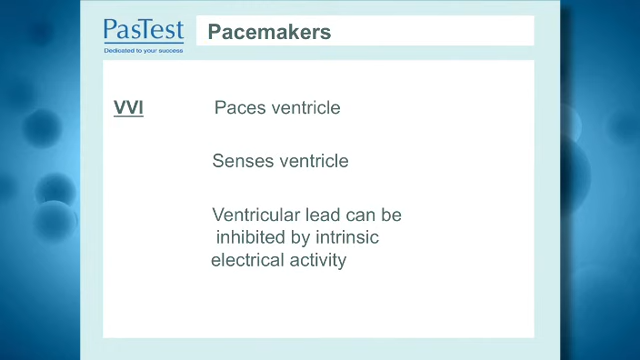 PasTest
Dedicated to your success
Pacemakers
VVI
Paces ventricle
Senses ventricle
Ventricular lead can be
inhibited by intrinsic
electrical activity